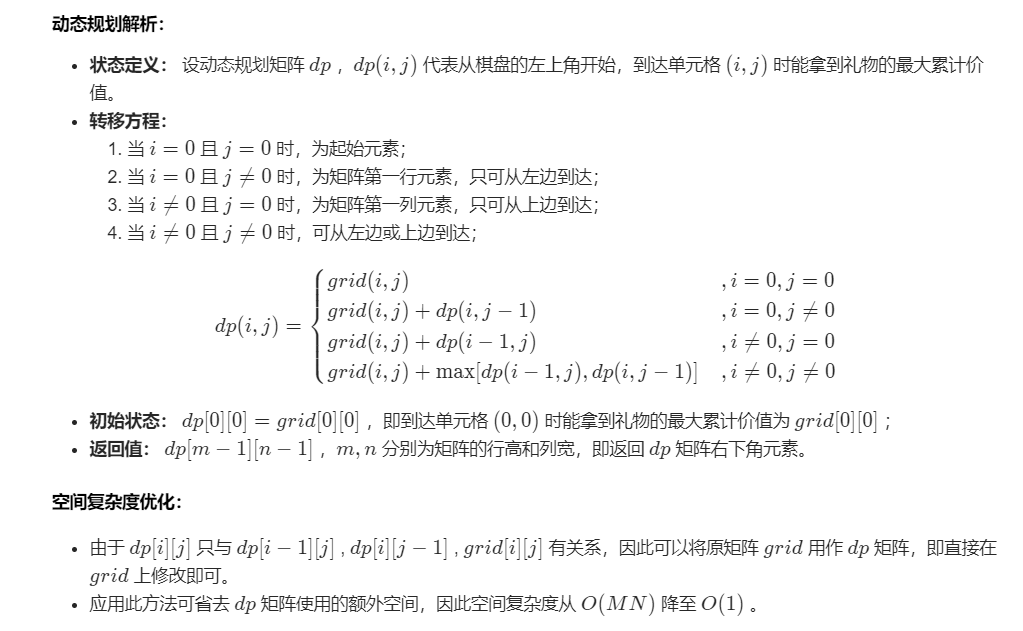 动态规划解析：
• 状态定义： 设动态规划矩阵 dp ，dp(i, j) 代表从棋盘的左上角开始，到达单元格 (i, j) 时能拿到礼物的最大累计价
值。
• 转移方程：
1. 当 i = 0 且 j = 0 时，为起始元素；
2. 当 i = 0 且 j ≠ 0 时，为矩阵第一行元素，只可从左边到达；
3. 当 i ≠ 0 且 j = 0 时，为矩阵第一列元素，只可从上边到达；
4. 当 i ≠ 0 且 j ≠ 0 时，可从左边或上边到达；
grid(i, j) , i = 0, j = 0
grid(i, j) + dp(i, j − 1) , i = 0, j ≠ 0
dp(i, j) = {
grid(i, j) + dp(i − 1, j) , i ≠ 0, j = 0
grid(i, j) + max[dp(i − 1, j), dp(i, j − 1)] , i ≠ 0, j ≠ 0
• 初始状态： dp[0][0] = grid[0][0] ，即到达单元格 (0, 0) 时能拿到礼物的最大累计价值为 grid[0][0] ；
• 返回值： dp[m − 1][n − 1] ，m, n 分别为矩阵的行高和列宽，即返回 dp 矩阵右下角元素。
空间复杂度优化：
• 由于 dp[i][j] 只与 dp[i − 1][j] , dp[i][j − 1] , grid[i][j] 有关系，因此可以将原矩阵 grid 用作 dp 矩阵，即直接在
grid 上修改即可。
• 应用此方法可省去 dp 矩阵使用的额外空间，因此空间复杂度从 O(MN) 降至 O(1) 。